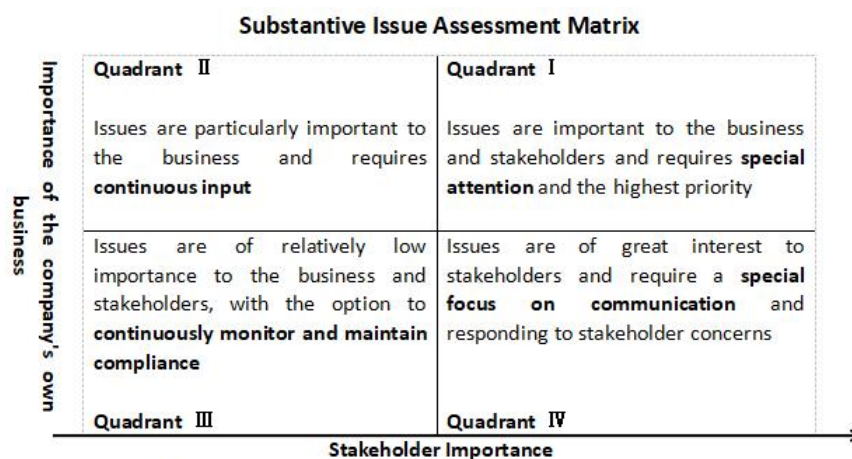 Substantive Issue Assessment Matrix
Importance of the company's own
business
Quadrant Ⅱ
Issues are particularly important to
the business and requires
continuous input
Quadrant Ⅰ
Issues are important to the business
and stakeholders and requires special
attention and the highest priority
Issues are of relatively low
importance to the business and
stakeholders, with the option to
continuously monitor and maintain
compliance
Quadrant Ⅲ
Issues are of great interest to
stakeholders and require a special
focus on communication and
responding to stakeholder concerns
Quadrant Ⅳ
Stakeholder Importance